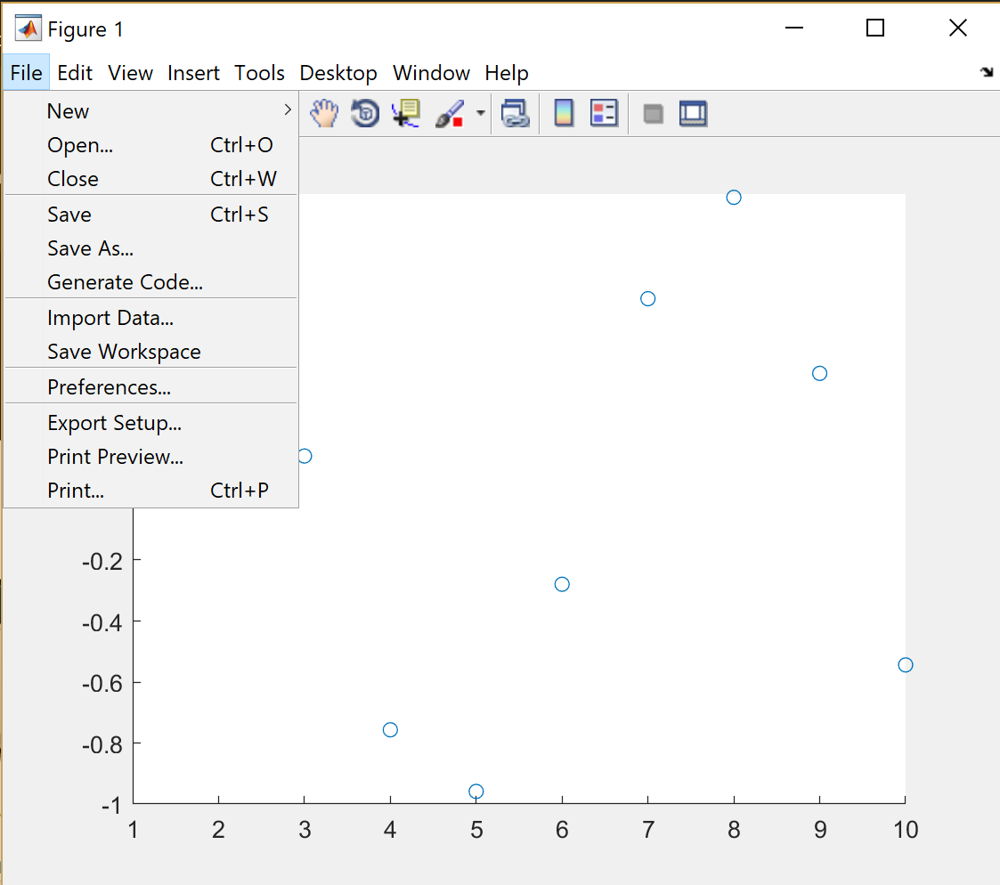 Figure 1
File Edit View Insert Tools Desktop Window Help
New
Open... Ctrl+O
Close Ctrl+W
Save Ctrl+S
Save As...
Generate Code...
Import Data...
Save Workspace
Preferences...
Export Setup...
Print Preview...
Print... Ctrl+P
-0.2
-0.4
-0.6
-0.8
-1
1 2 3 4 5 6 7 8 9 10